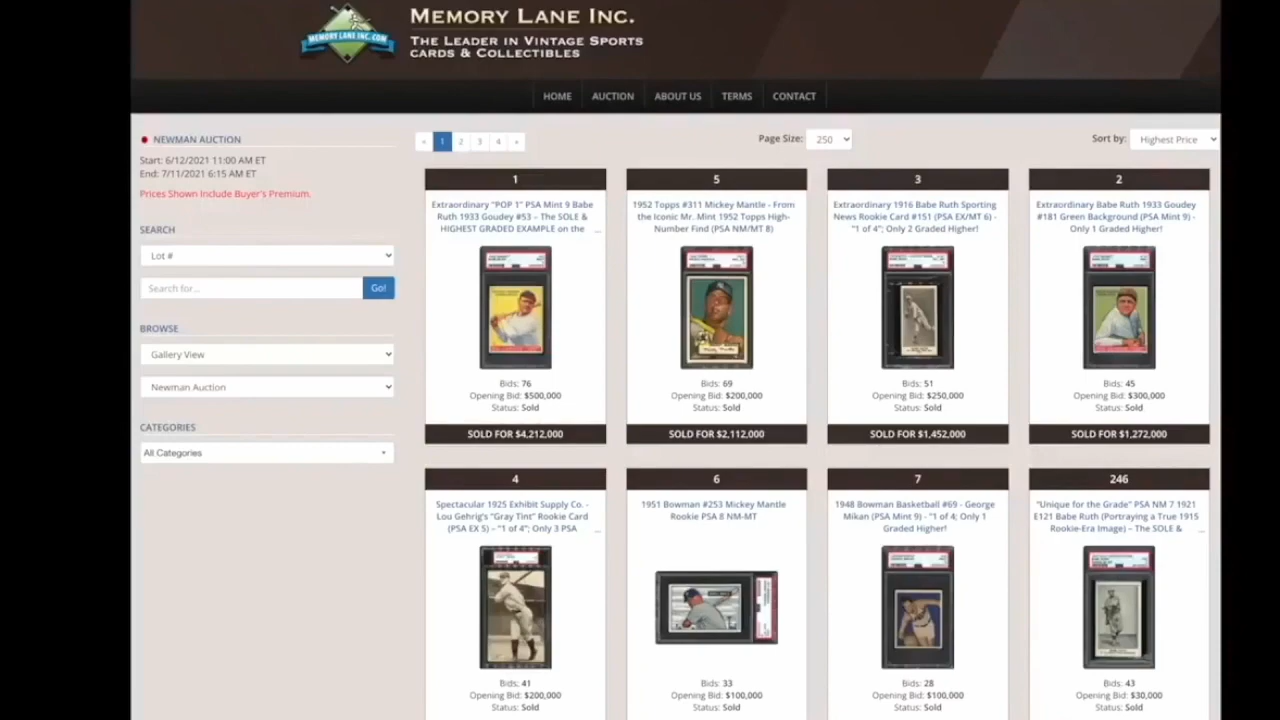 MEMORY LANE INC.
THE LEADER IN VINTAGE SPORTS
CARDS & COLLECTIBLES
MEMORY LANE INC.COM
HOME AUCTION ABOUT US TERMS CONTACT
NEWMAN AUCTION
Start: 6/12/2021 11:00 AM ET
End: 7/11/2021 6:15 AM ET
Prices Shown Include Buyer's Premium.
SEARCH
Lot #
Search for... Go!
BROWSE
Gallery View
Newman Auction
CATEGORIES
All Categories
« 1 2 3 4 »
Page Size: 250
Sort by: Highest Price
1
Extraordinary "POP 1" PSA Mint 9 Babe
Ruth 1933 Goudey #53 – The SOLE &
HIGHEST GRADED EXAMPLE on the ...
Bids: 76
Opening Bid: $500,000
Status: Sold
SOLD FOR $4,212,000
5
1952 Topps #311 Mickey Mantle - From
the Iconic Mr. Mint 1952 Topps High-
Number Find (PSA NM/MT 8)
Bids: 69
Opening Bid: $200,000
Status: Sold
SOLD FOR $2,112,000
3
Extraordinary 1916 Babe Ruth Sporting
News Rookie Card #151 (PSA EX/MT 6) -
"1 of 4"; Only 2 Graded Higher!
Bids: 51
Opening Bid: $250,000
Status: Sold
SOLD FOR $1,452,000
2
Extraordinary Babe Ruth 1933 Goudey
#181 Green Background (PSA Mint 9) -
Only 1 Graded Higher!
Bids: 45
Opening Bid: $300,000
Status: Sold
SOLD FOR $1,272,000
4
Spectacular 1925 Exhibit Supply Co. -
Lou Gehrig's "Gray Tint" Rookie Card
(PSA EX 5) – "1 of 4"; Only 3 PSA ...
Bids: 41
Opening Bid: $200,000
Status: Sold
6
1951 Bowman #253 Mickey Mantle
Rookie PSA 8 NM-MT
Bids: 33
Opening Bid: $100,000
Status: Sold
7
1948 Bowman Basketball #69 - George
Mikan (PSA Mint 9) - "1 of 4; Only 1
Graded Higher!
Bids: 28
Opening Bid: $100,000
Status: Sold
246
"Unique for the Grade" PSA NM 7 1921
E121 Babe Ruth (Portraying a True 1915
Rookie-Era Image) – The SOLE & ...
Bids: 43
Opening Bid: $30,000
Status: Sold